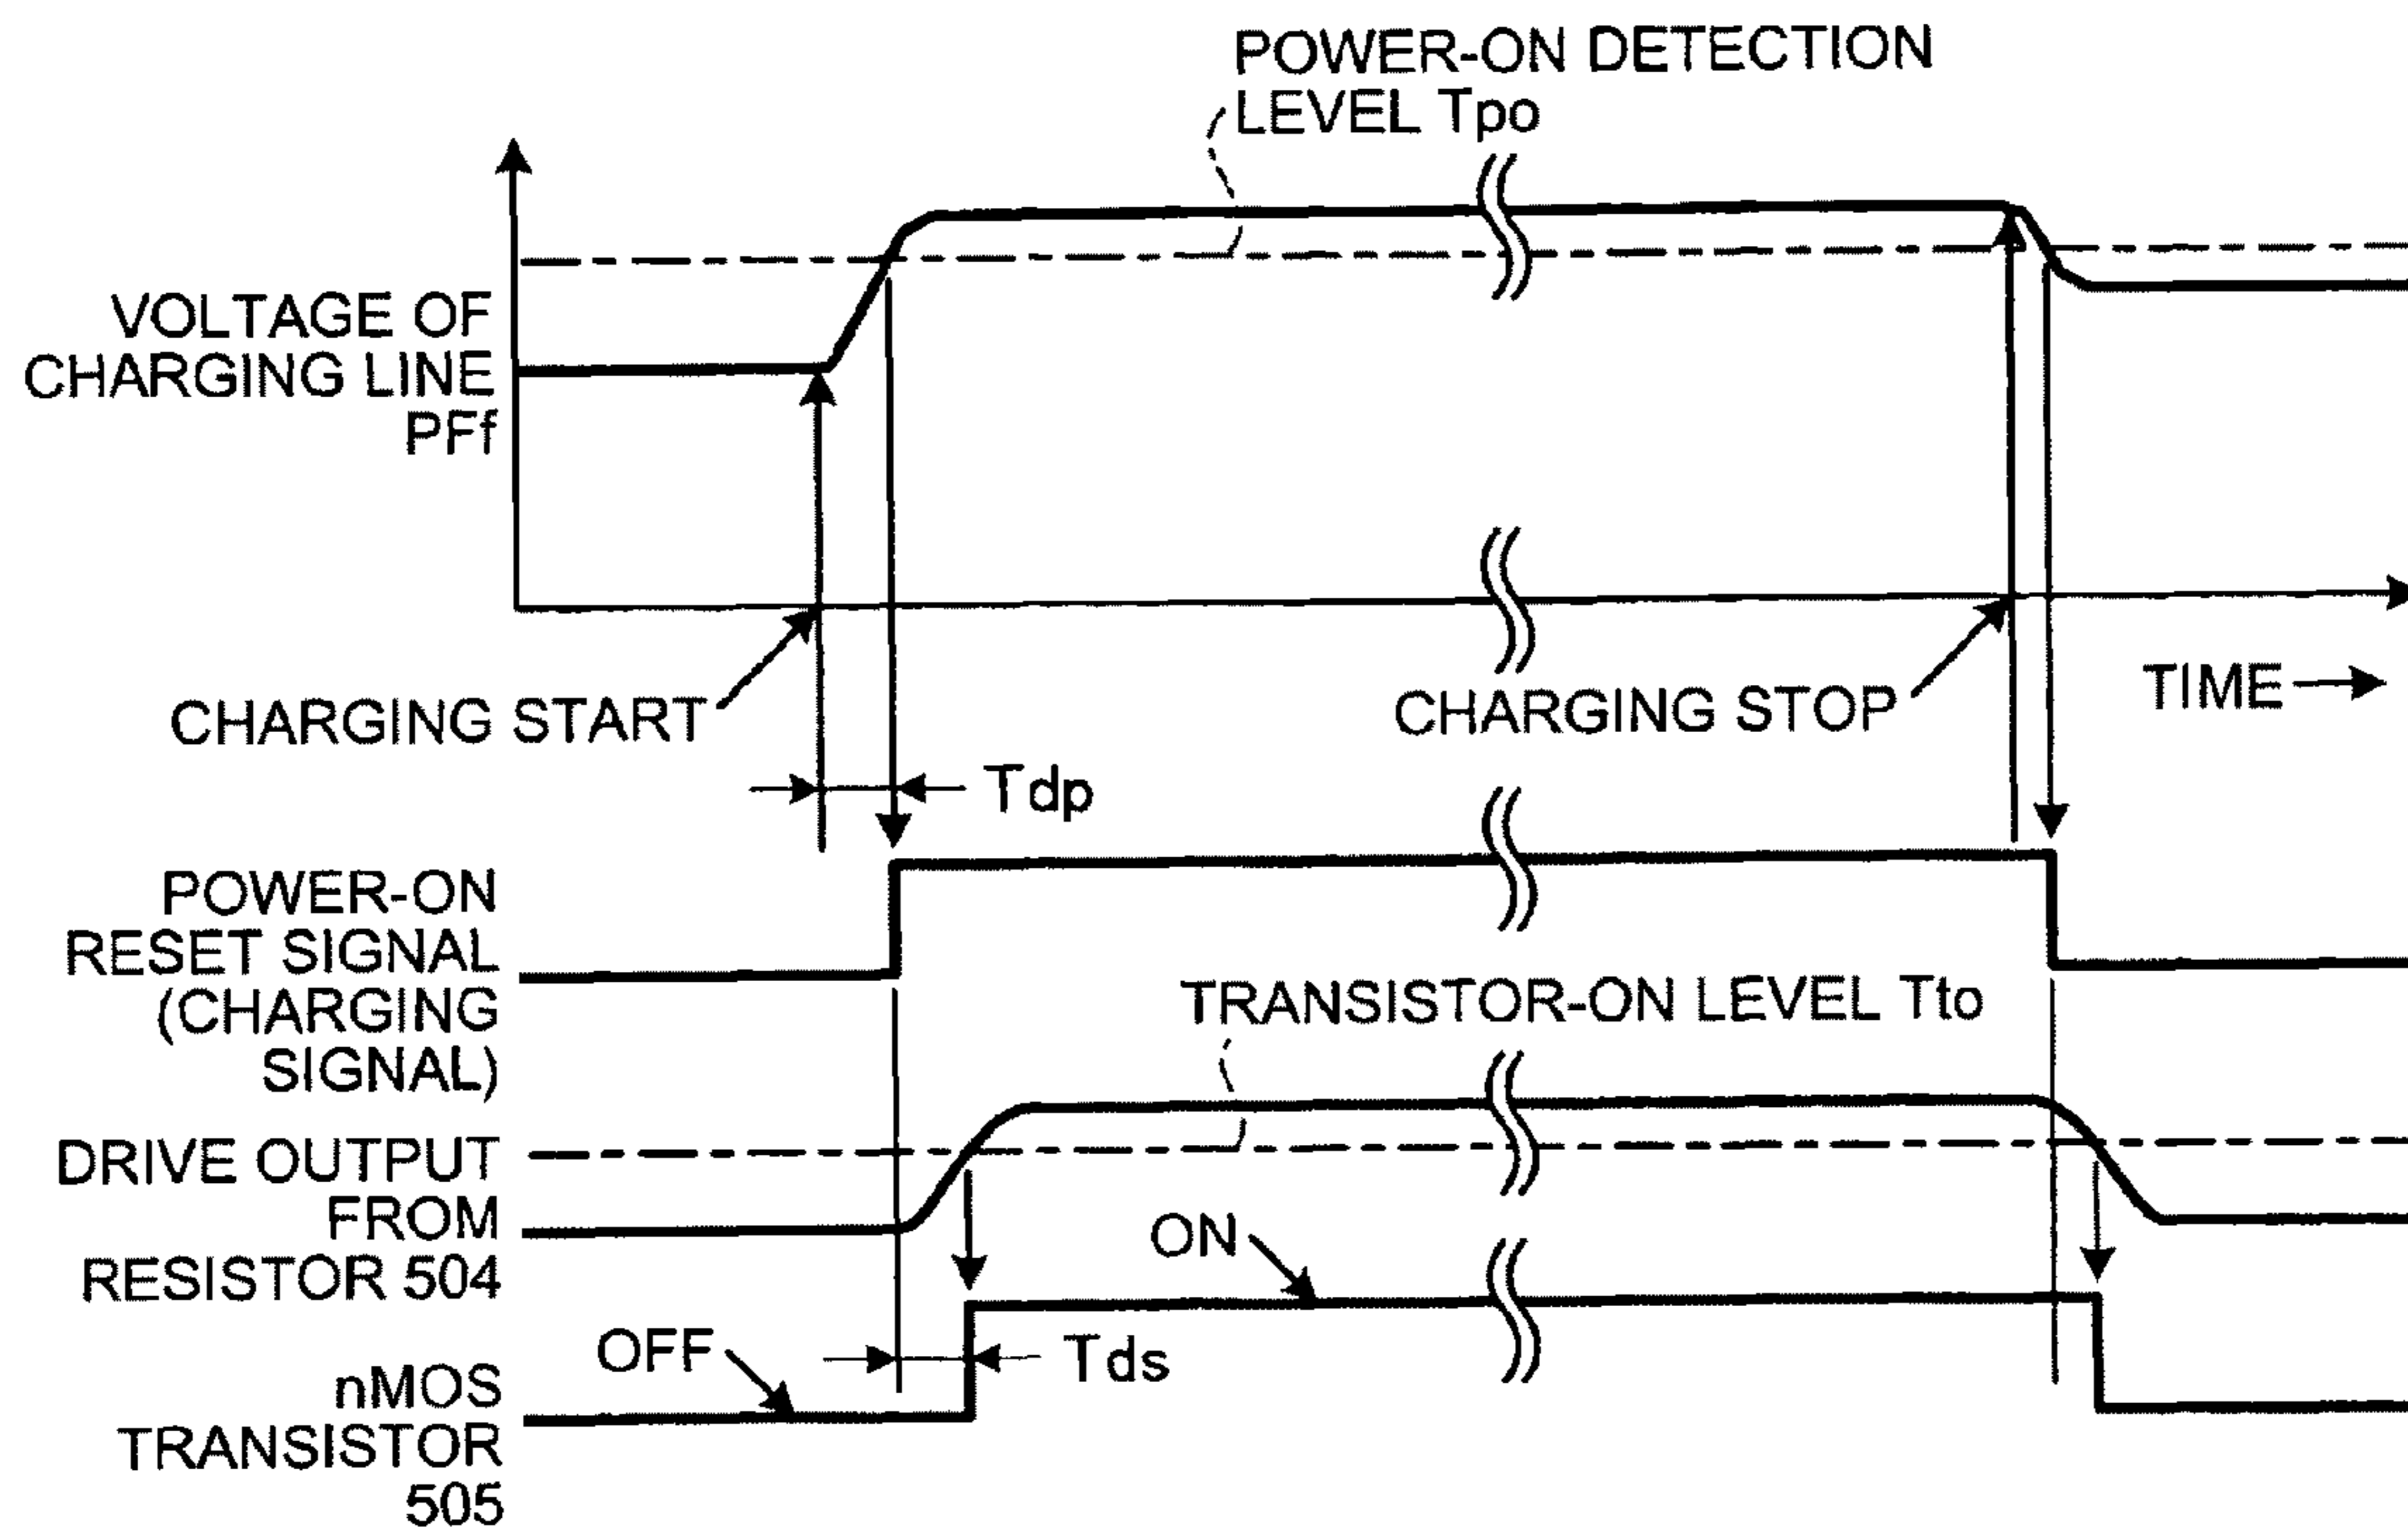 POWER-ON DETECTION
LEVEL Tpo
VOLTAGE OF
CHARGING LINE
PFf
CHARGING START
CHARGING STOP
TIME
Tdp
POWER-ON
RESET SIGNAL
(CHARGING
SIGNAL)
TRANSISTOR-ON LEVEL Tto
DRIVE OUTPUT
FROM
RESISTOR 504
ON
OFF
Tds
nMOS
TRANSISTOR
505